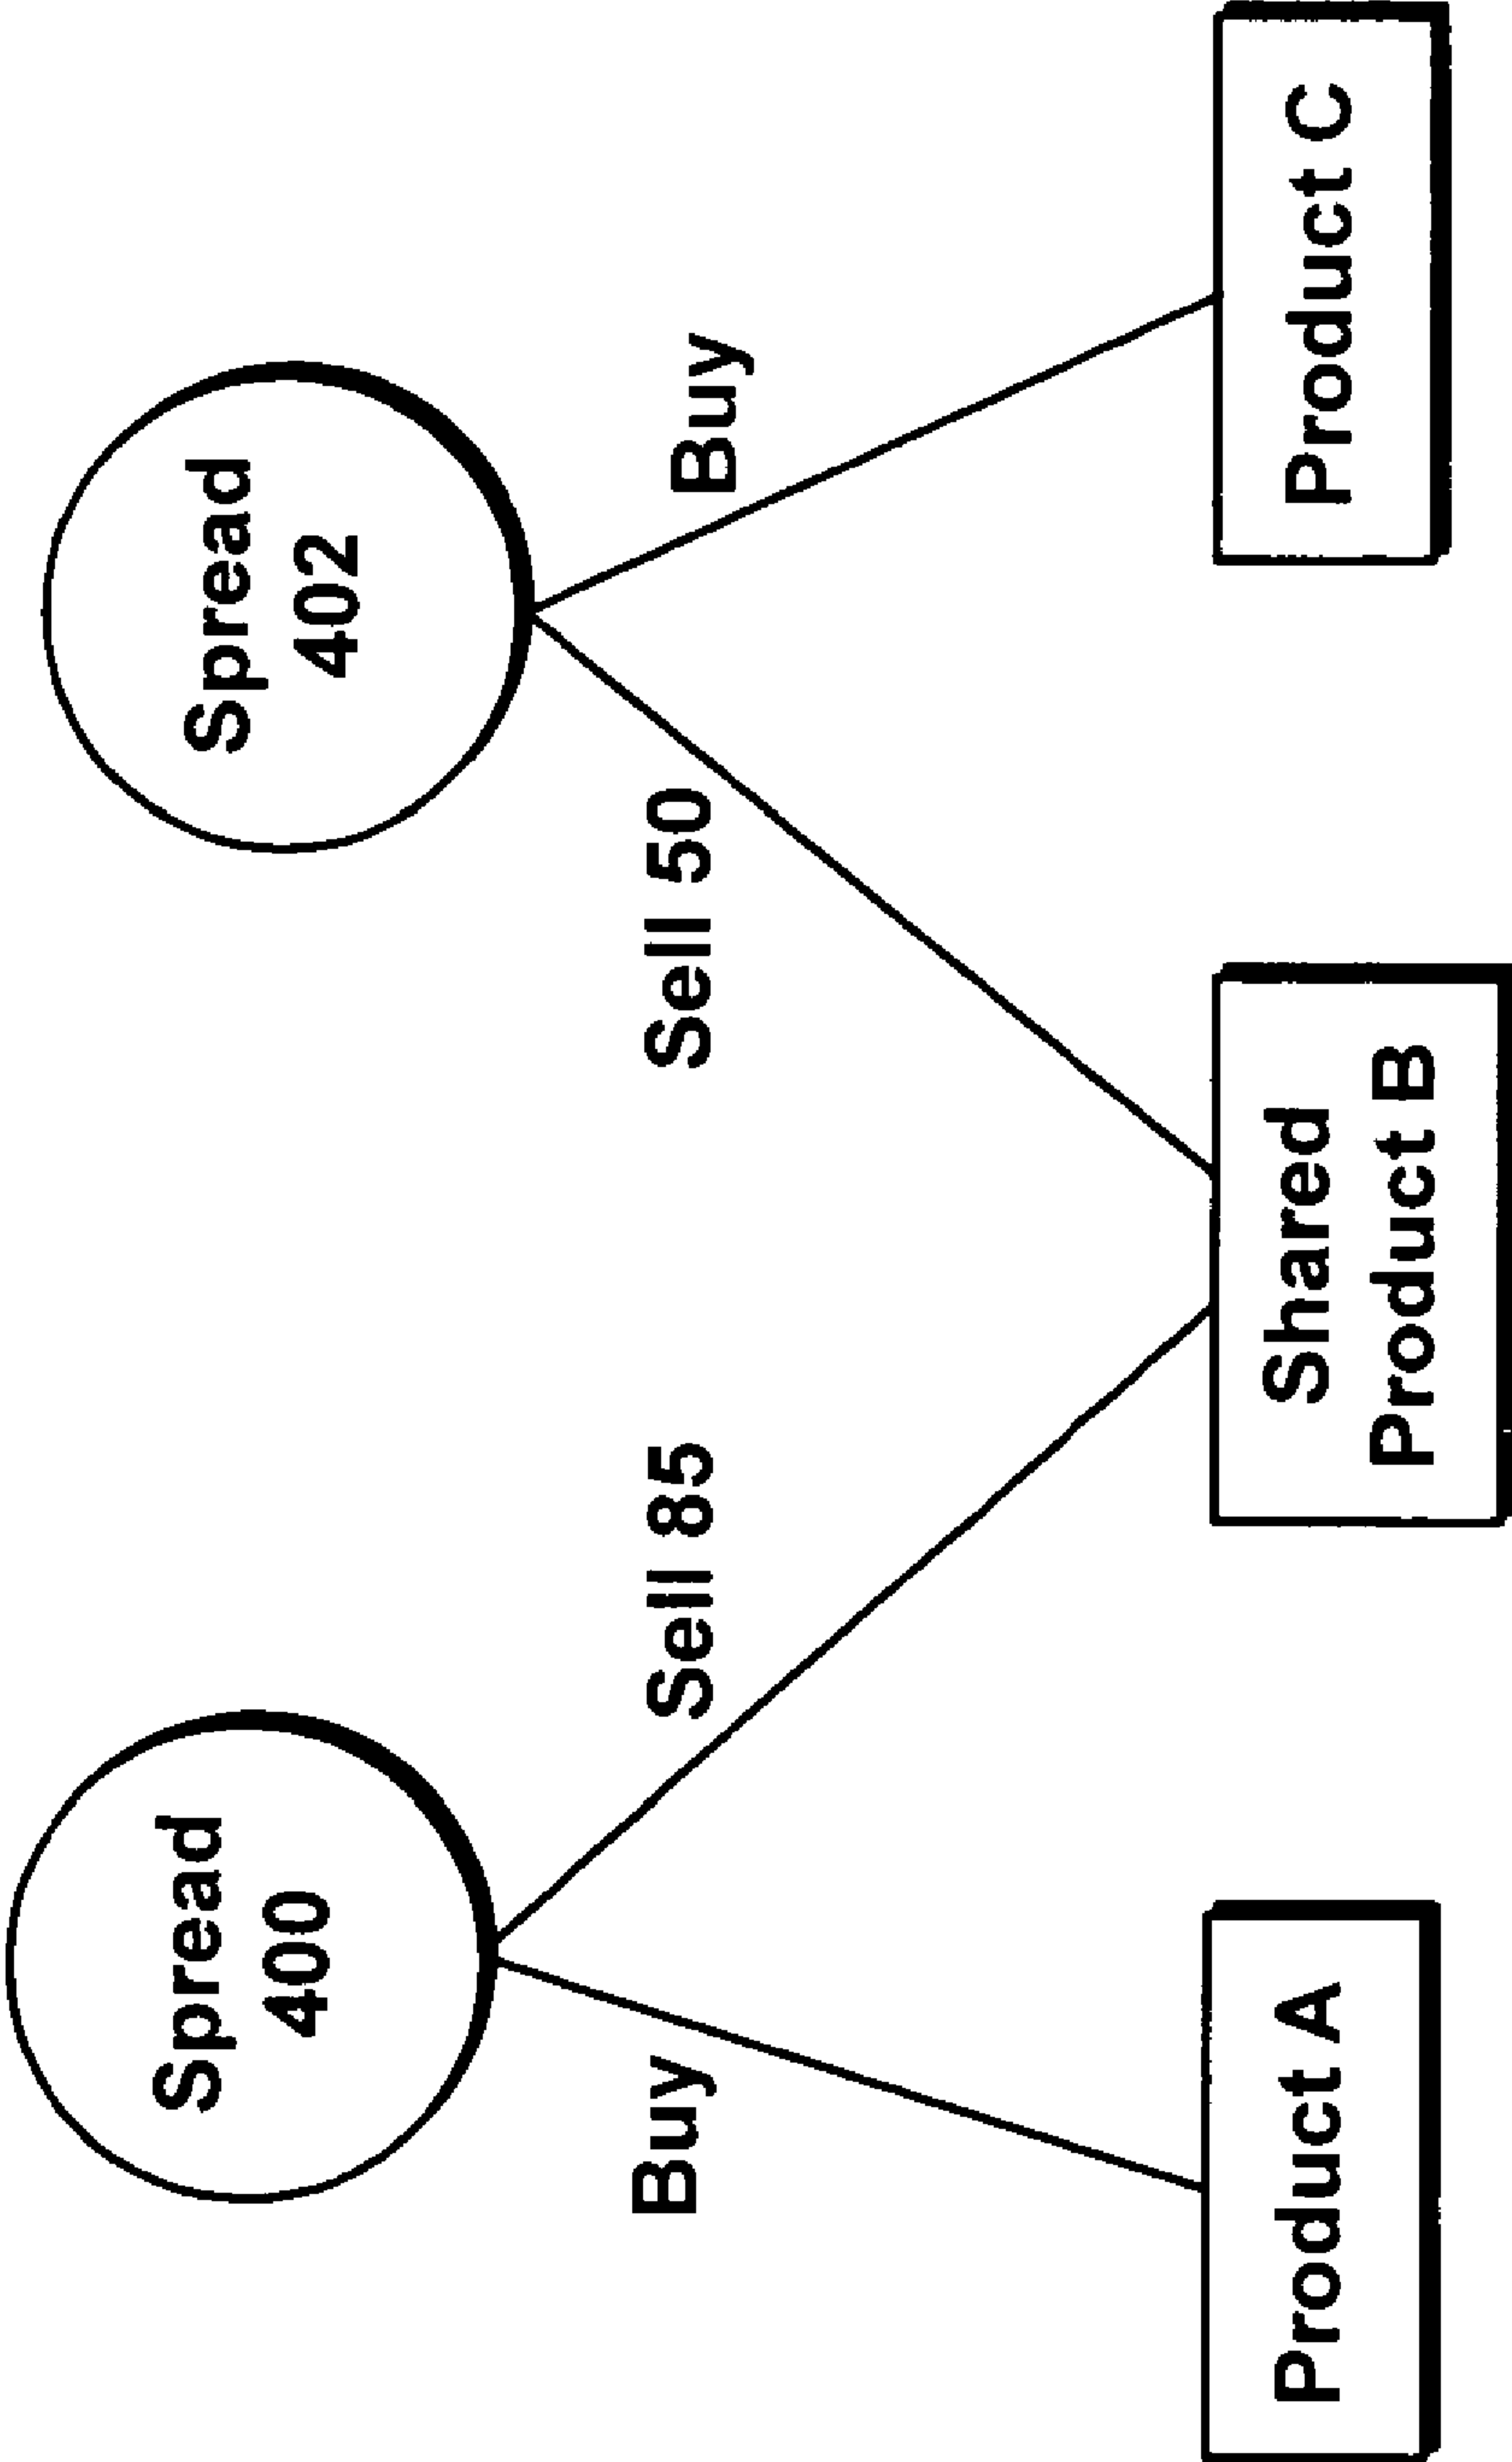 Spread
400
Spread
402
Buy
Sell 85
Sell 50
Buy
Product A
Shared
Product B
Product C